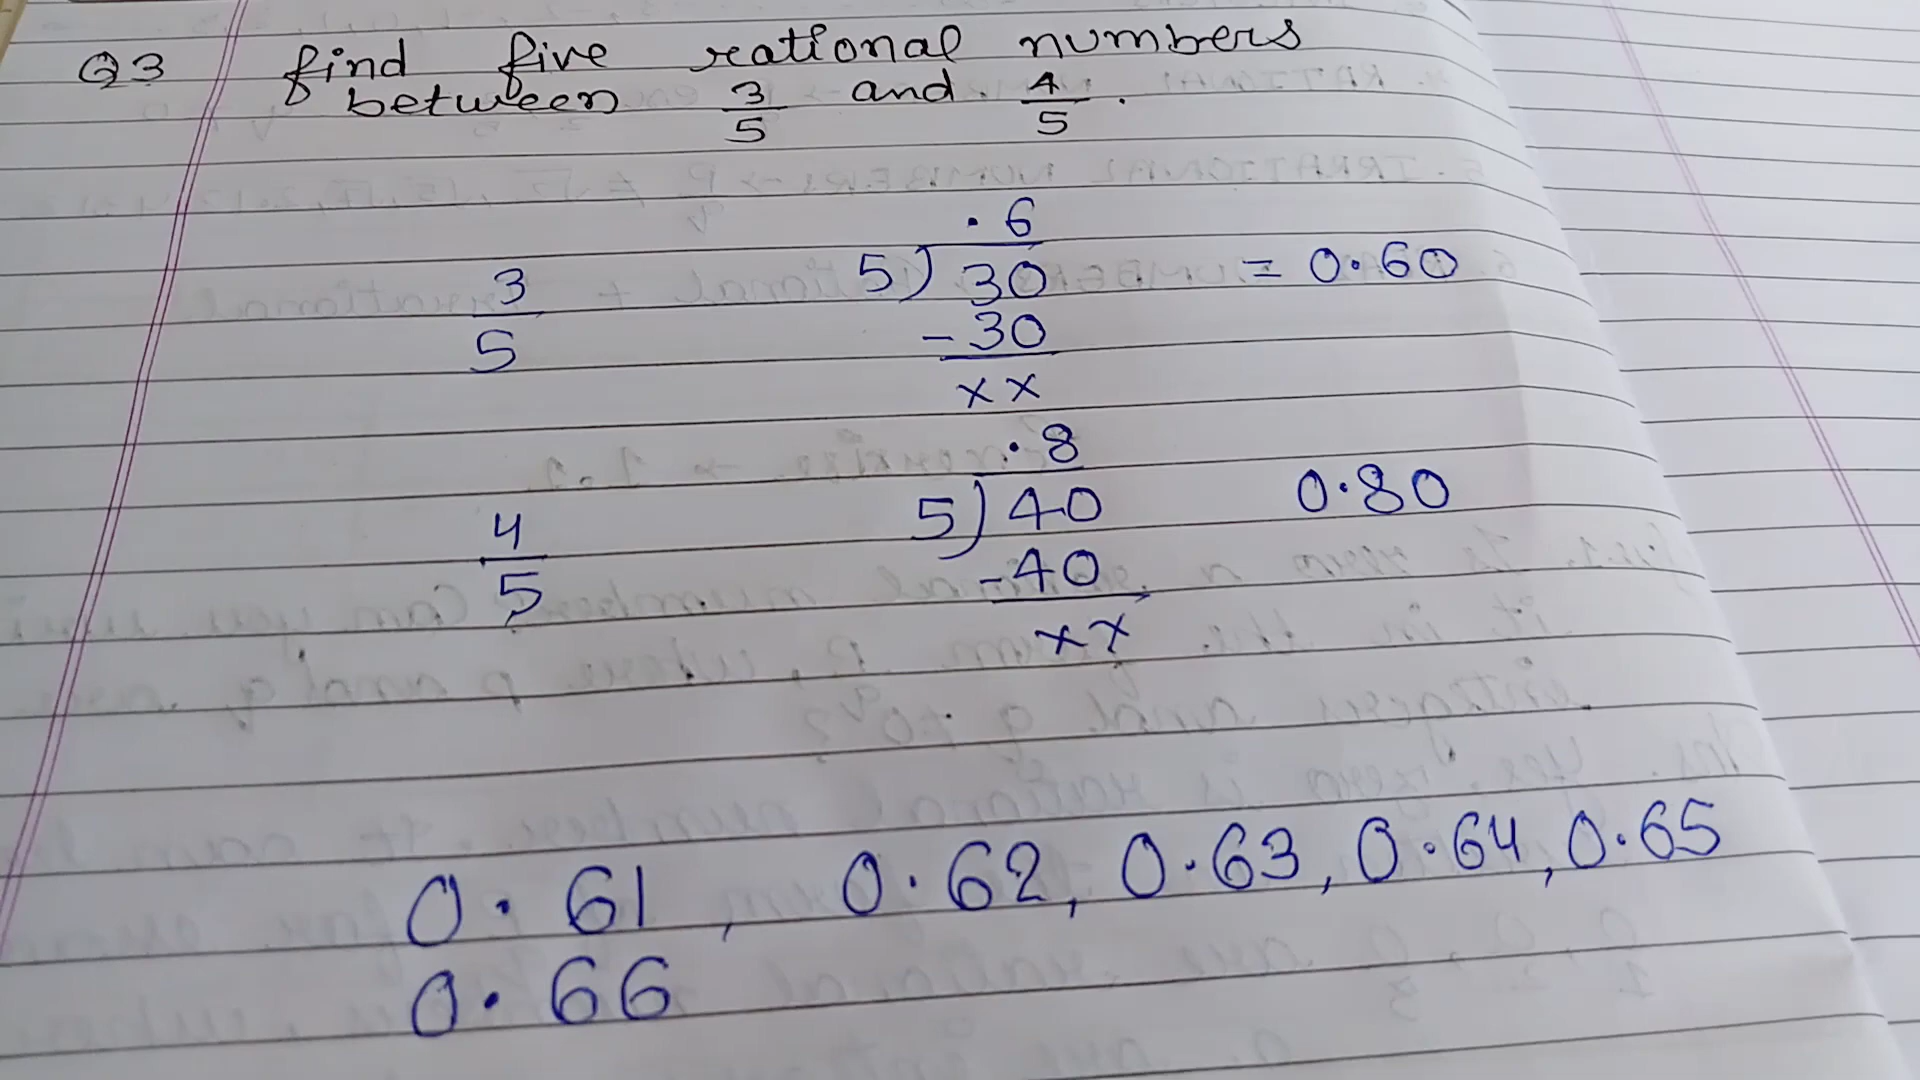 Q3 find five rational numbers
between 3/5 and 4/5.
.6
3/5 5) 30 = 0.60
-30
xx
.8
4/5 5) 40 0.80
-40
xx
0.61, 0.62, 0.63, 0.64, 0.65
0.66